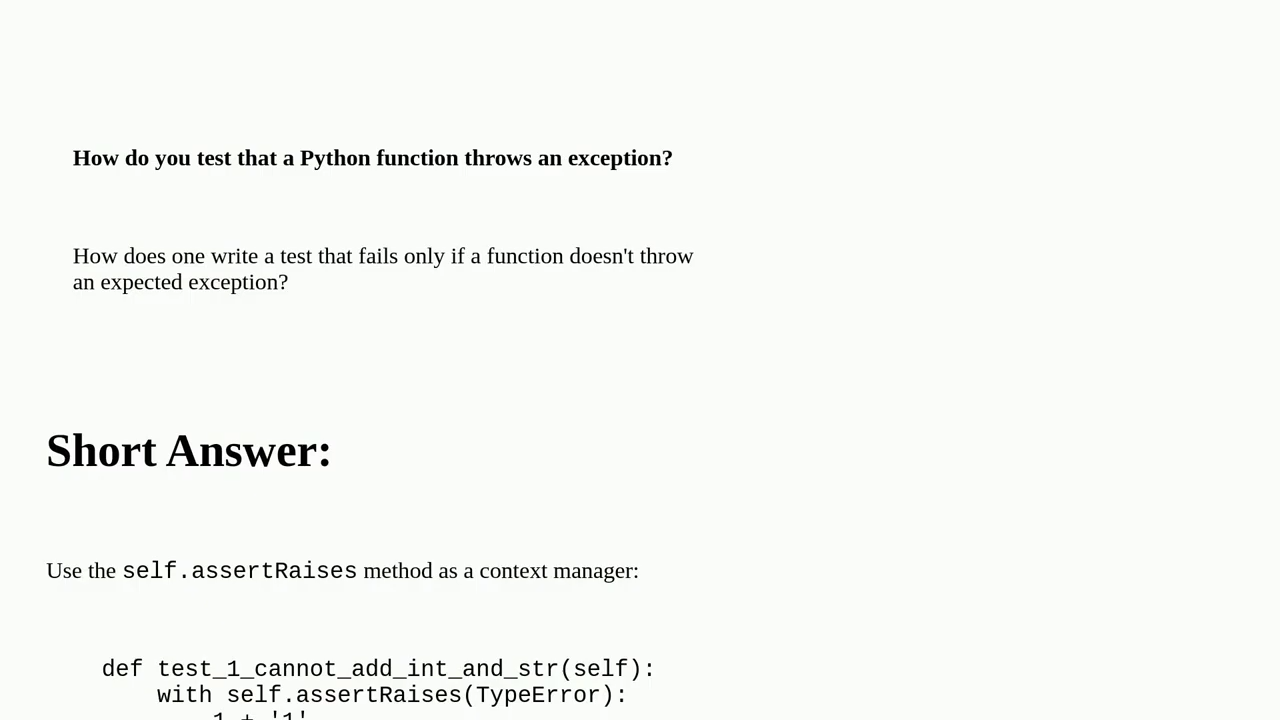 How do you test that a Python function throws an exception?
How does one write a test that fails only if a function doesn't throw
an expected exception?
Short Answer:
Use the self.assertRaises method as a context manager:
def test_1_cannot_add_int_and_str(self):
    with self.assertRaises(TypeError):
        1 + '1'